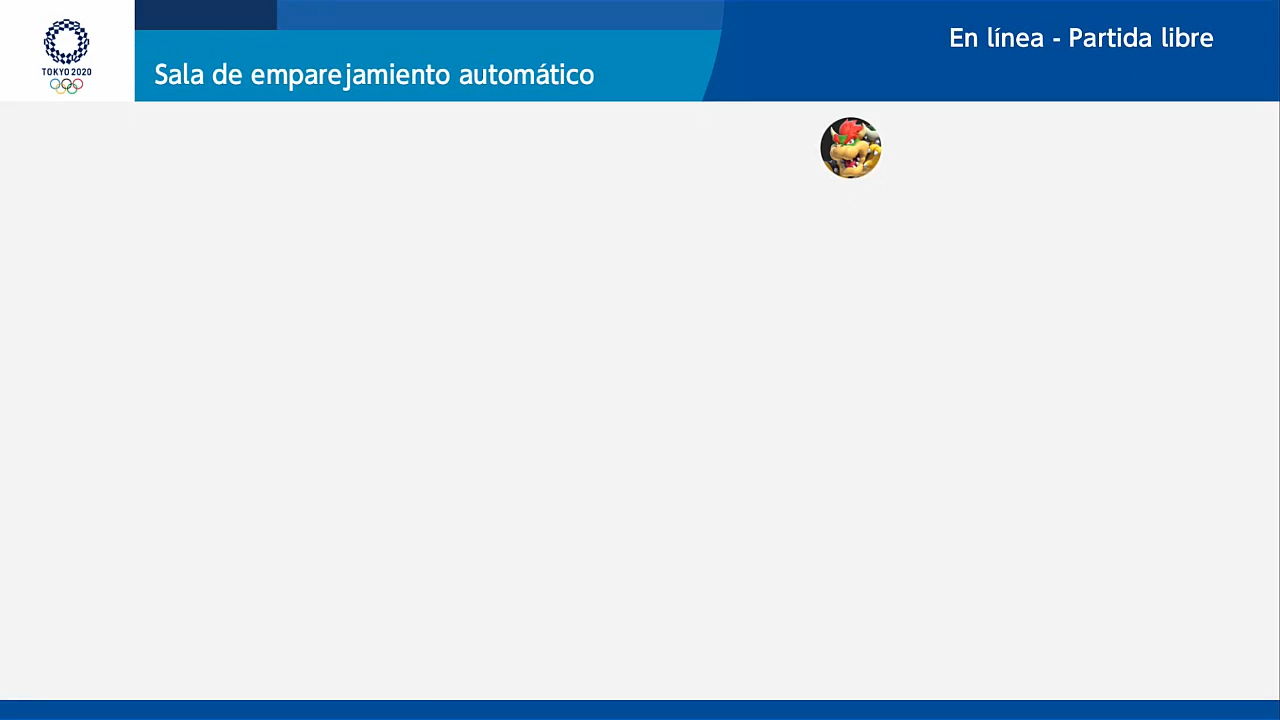 TOKYO 2020
Sala de emparejamiento automático
En línea - Partida libre